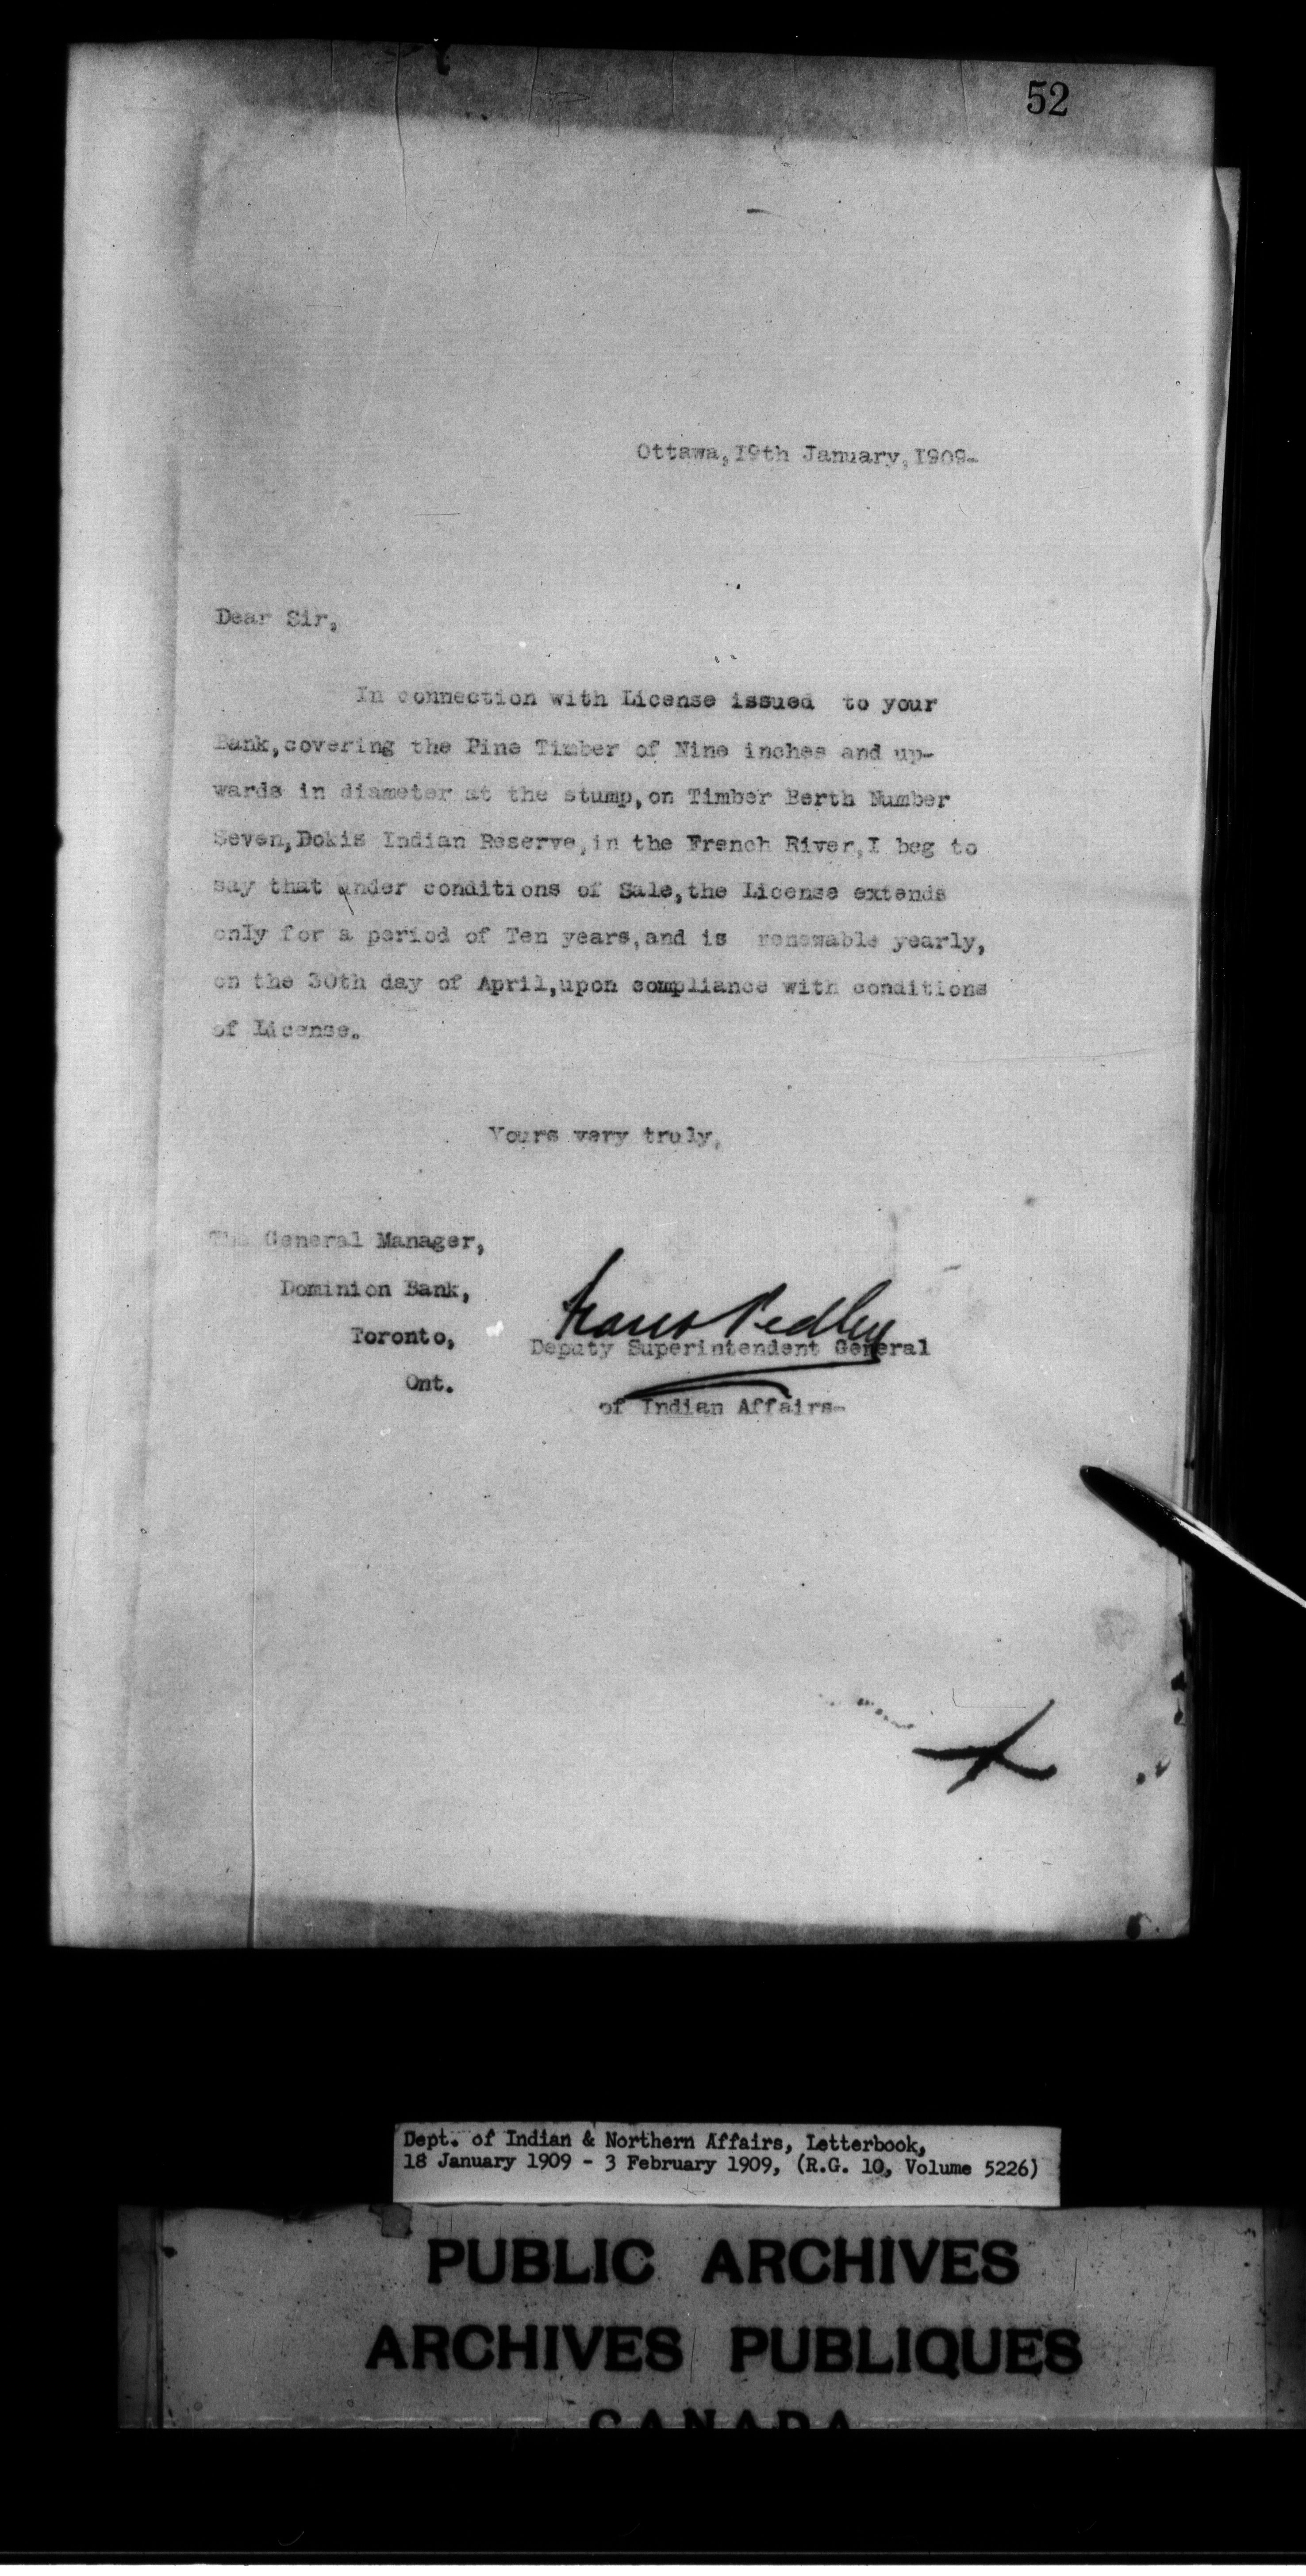 52
Ottawa, 19th January, 1909-
Dear Sir,
In connection with License issued to your
Bank, covering the Pine Timber of Nine inches and up-
wards in diameter at the stump, on Timber Berth Number
Seven, Dokis Indian Reserve, in the French River, I beg to
say that under conditions of Sale, the License extends
only for a period of Ten years, and is renewable yearly,
on the 30th day of April, upon compliance with conditions
of License.
Yours very truly,
The General Manager,
Dominion Bank,
Toronto,
Ont.
Frank Pedley
Deputy Superintendent General
of Indian Affairs-
Dept. of Indian & Northern Affairs, Letterbook,
18 January 1909 - 3 February 1909, (R.G. 10, Volume 5226)
PUBLIC ARCHIVES
ARCHIVES PUBLIQUES
CANADA